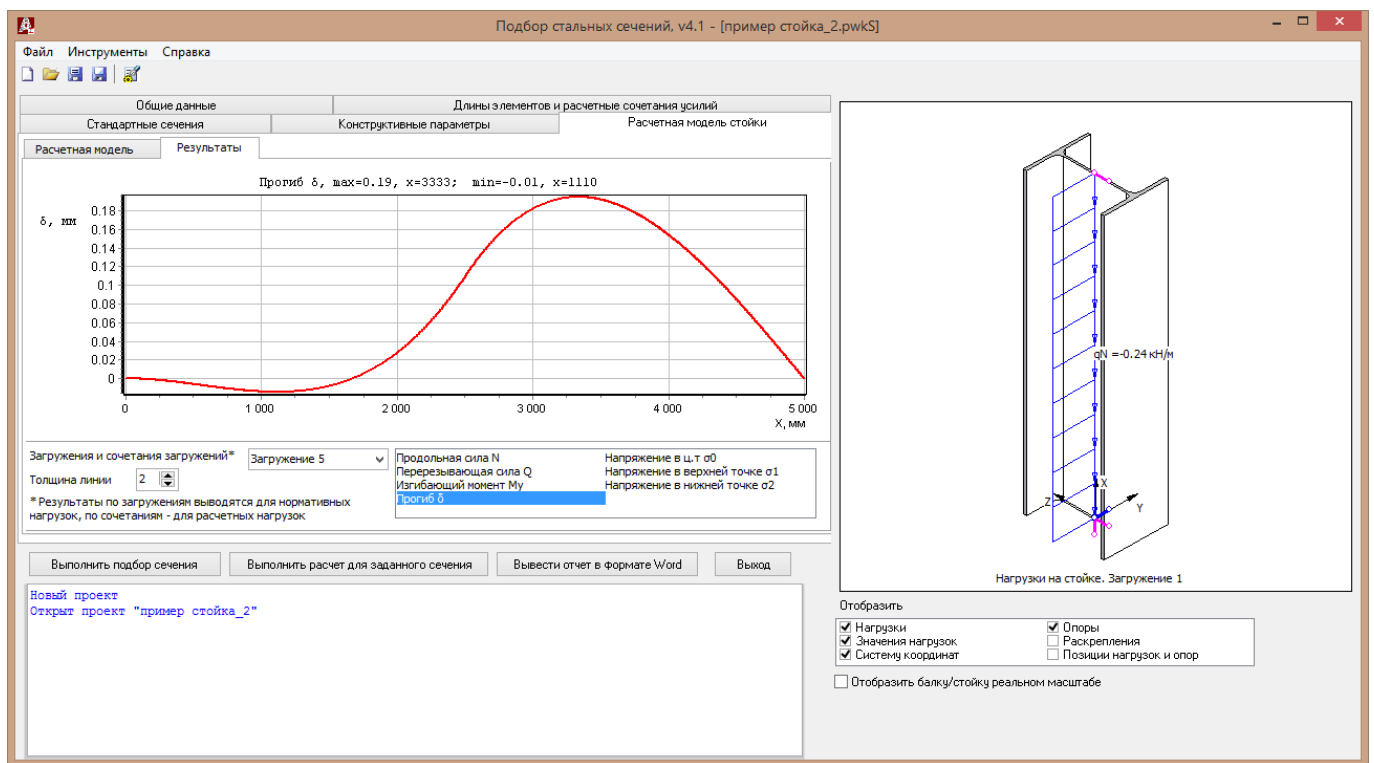 Подбор стальных сечений, v4.1 - [пример стойка_2.pwkS]
Файл Инструменты Справка
Общие данные Длины элементов и расчетные сочетания усилий
Стандартные сечения Конструктивные параметры Расчетная модель стойки
Расчетная модель Результаты
Прогиб δ, max=0.19, x=3333; min=-0.01, x=1110
δ, мм
0.18
0.16
0.14
0.12
0.1
0.08
0.06
0.04
0.02
0
0 1 000 2 000 3 000 4 000 5 000
X, мм
Загружения и сочетания загружений* Загружение 5
Толщина линии 2
* Результаты по загружениям выводятся для нормативных
нагрузок, по сочетаниям - для расчетных нагрузок
Продольная сила N
Перерезывающая сила Q
Изгибающий момент My
Прогиб δ
Напряжение в ц.т σ0
Напряжение в верхней точке σ1
Напряжение в нижней точке σ2
Выполнить подбор сечения Выполнить расчет для заданного сечения Вывести отчет в формате Word Выход
Новый проект
Открыт проект "пример стойка_2"
qN =-0.24 кН/м
X
Z
Y
Нагрузки на стойке. Загружение 1
Отобразить
Нагрузки
Значения нагрузок
Систему координат
Опоры
Раскрепления
Позиции нагрузок и опор
Отобразить балку/стойку реальном масштабе